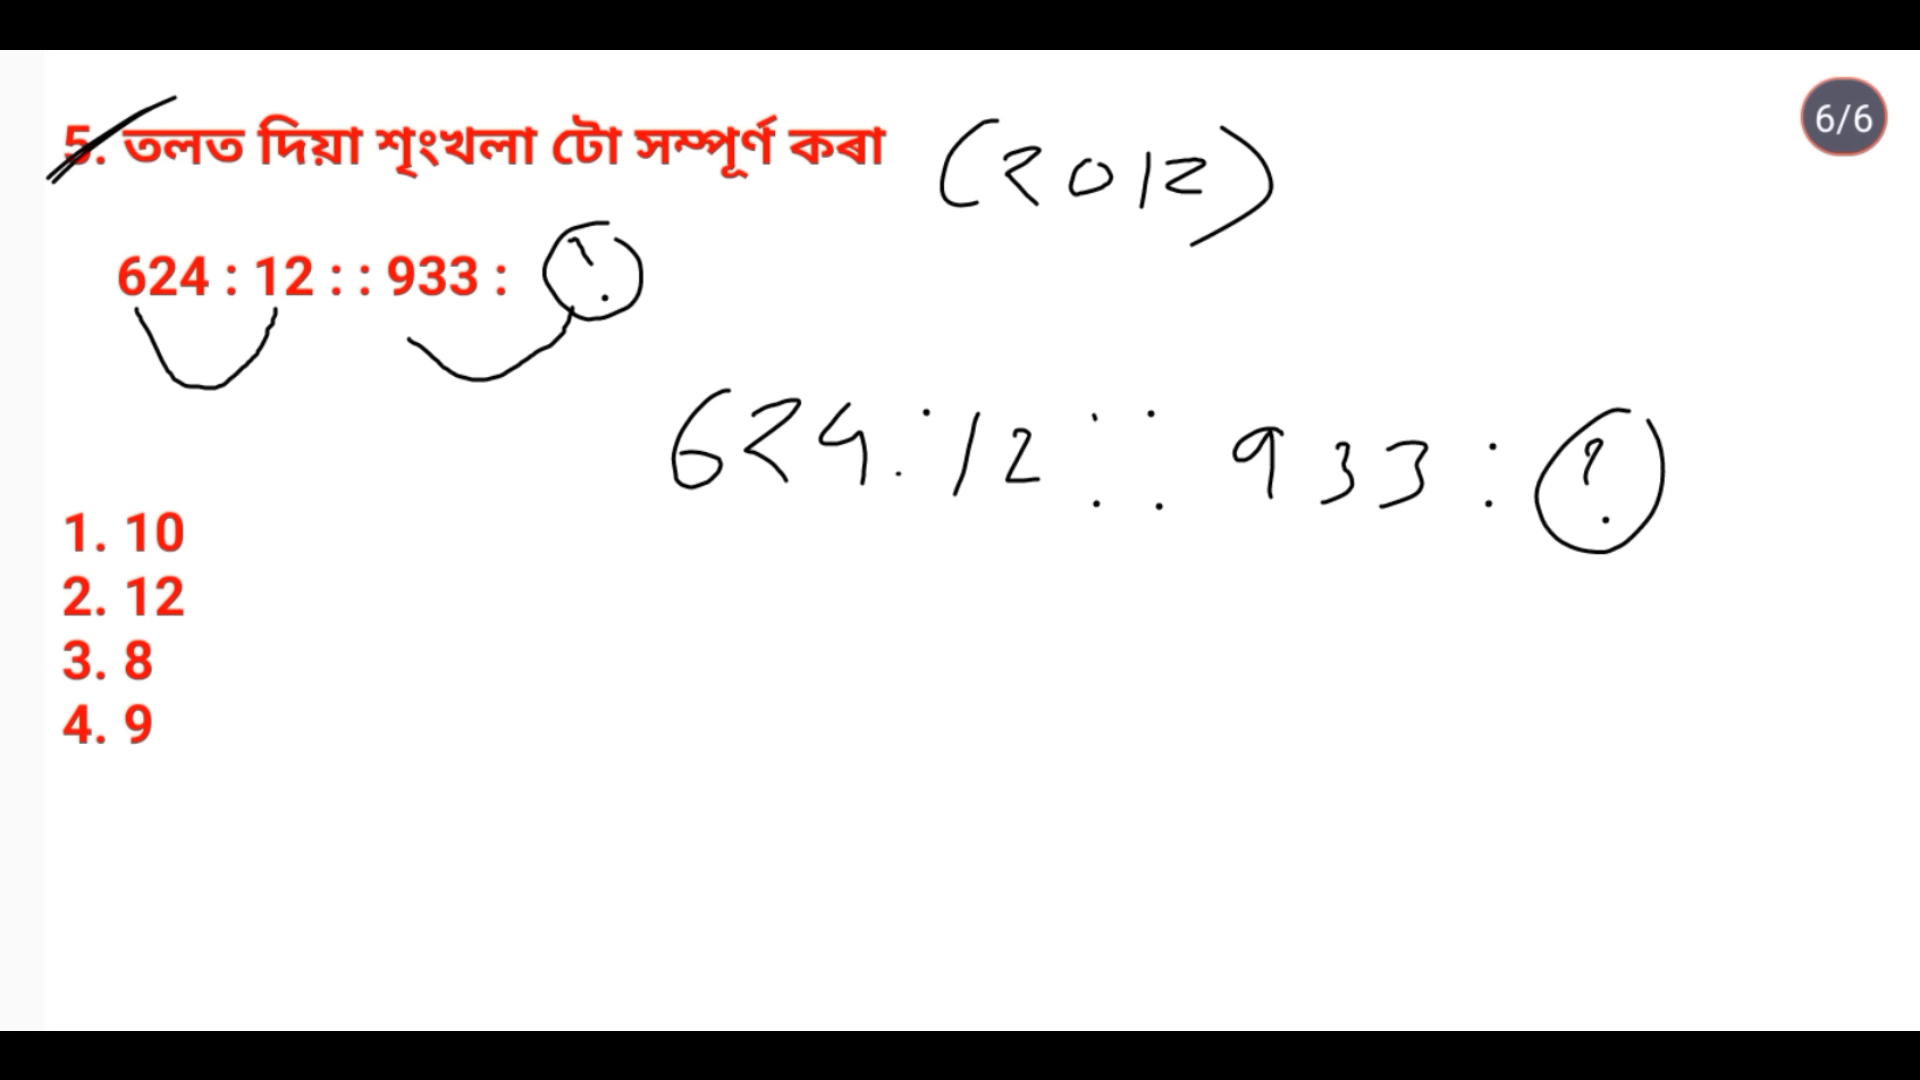 5. তলত দিয়া শৃংখলা টো সম্পূৰ্ণ কৰা (2012)
6/6
624 : 12 : : 933 : ?
624 : 12 : : 933 : ?
1. 10
2. 12
3. 8
4. 9